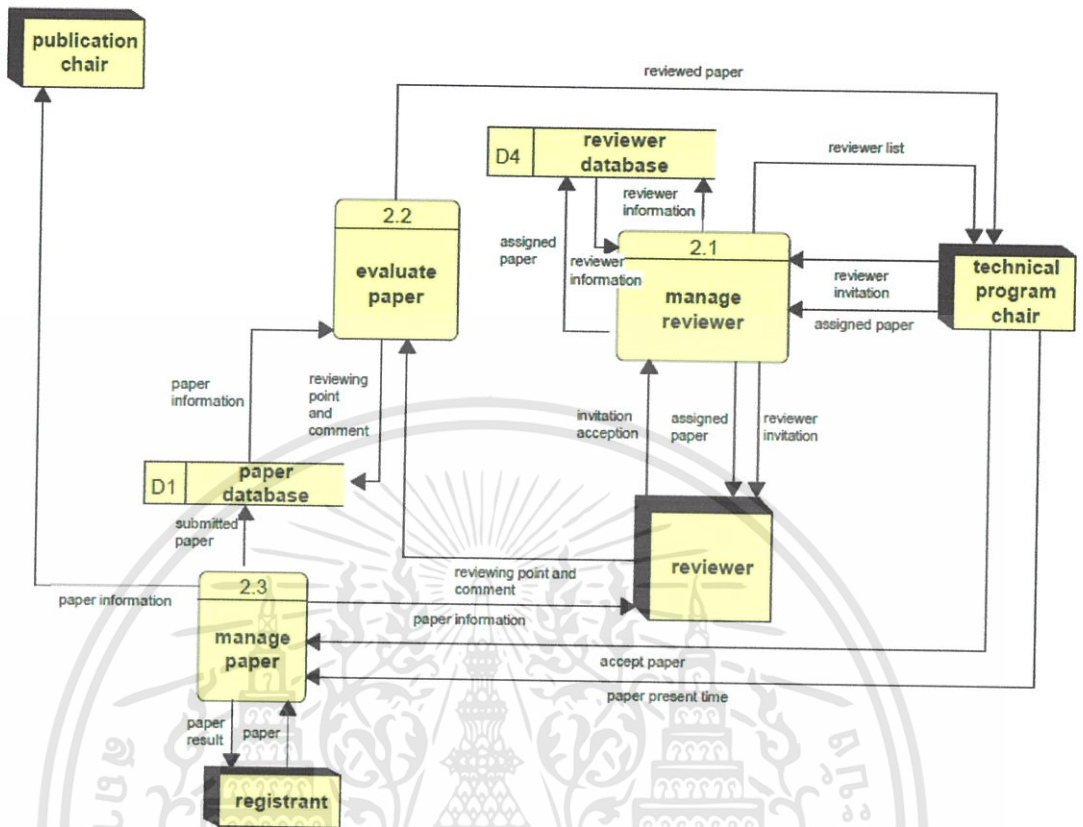 publication
chair
reviewed paper
D4
reviewer
database
reviewer list
reviewer
information
2.2
evaluate
paper
assigned
paper
reviewer
information
2.1
manage
reviewer
reviewer
invitation
assigned paper
technical
program
chair
paper
information
reviewing
point
and
comment
invitation
acception
assigned
paper
reviewer
invitation
D1
paper
database
submitted
paper
reviewer
paper information
2.3
manage
paper
reviewing point and
comment
paper information
accept paper
paper present time
paper
result
paper
registrant